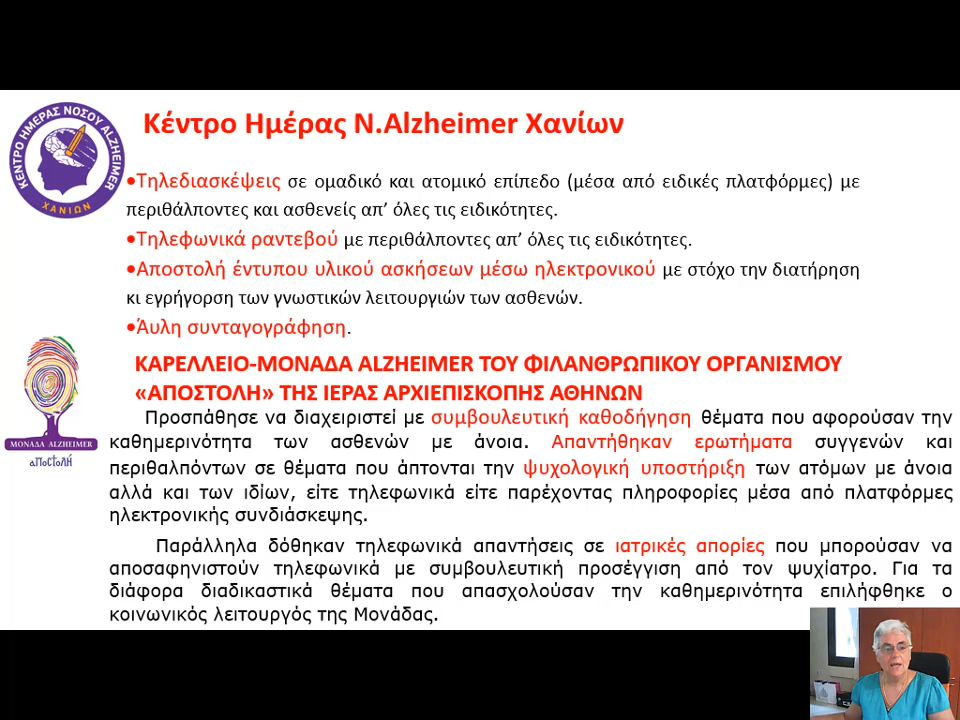 Κέντρο Ημέρας Ν.Alzheimer Χανίων
ΚΕΝΤΡΟ ΗΜΕΡΑΣ ΝΟΣΟΥ ALZHEIMER
ΧΑΝΙΩΝ
•Τηλεδιασκέψεις σε ομαδικό και ατομικό επίπεδο (μέσα από ειδικές πλατφόρμες) με
περιθάλποντες και ασθενείς απ’ όλες τις ειδικότητες.
•Τηλεφωνικά ραντεβού με περιθάλποντες απ’ όλες τις ειδικότητες.
•Αποστολή έντυπου υλικού ασκήσεων μέσω ηλεκτρονικού με στόχο την διατήρηση
κι εγρήγορση των γνωστικών λειτουργιών των ασθενών.
•Άυλη συνταγογράφηση.
ΚΑΡΕΛΛΕΙΟ-ΜΟΝΑΔΑ ALZHEIMER ΤΟΥ ΦΙΛΑΝΘΡΩΠΙΚΟΥ ΟΡΓΑΝΙΣΜΟΥ
«ΑΠΟΣΤΟΛΗ» ΤΗΣ ΙΕΡΑΣ ΑΡΧΙΕΠΙΣΚΟΠΗΣ ΑΘΗΝΩΝ
ΜΟΝΑΔΑ ALZHEIMER
αποστολή
Προσπάθησε να διαχειριστεί με συμβουλευτική καθοδήγηση θέματα που αφορούσαν την
καθημερινότητα των ασθενών με άνοια. Απαντήθηκαν ερωτήματα συγγενών και
περιθαλπόντων σε θέματα που άπτονται την ψυχολογική υποστήριξη των ατόμων με άνοια
αλλά και των ιδίων, είτε τηλεφωνικά είτε παρέχοντας πληροφορίες μέσα από πλατφόρμες
ηλεκτρονικής συνδιάσκεψης.
Παράλληλα δόθηκαν τηλεφωνικά απαντήσεις σε ιατρικές απορίες που μπορούσαν να
αποσαφηνιστούν τηλεφωνικά με συμβουλευτική προσέγγιση από τον ψυχίατρο. Για τα
διάφορα διαδικαστικά θέματα που απασχολούσαν την καθημερινότητα επιλήφθηκε ο
κοινωνικός λειτουργός της Μονάδας.